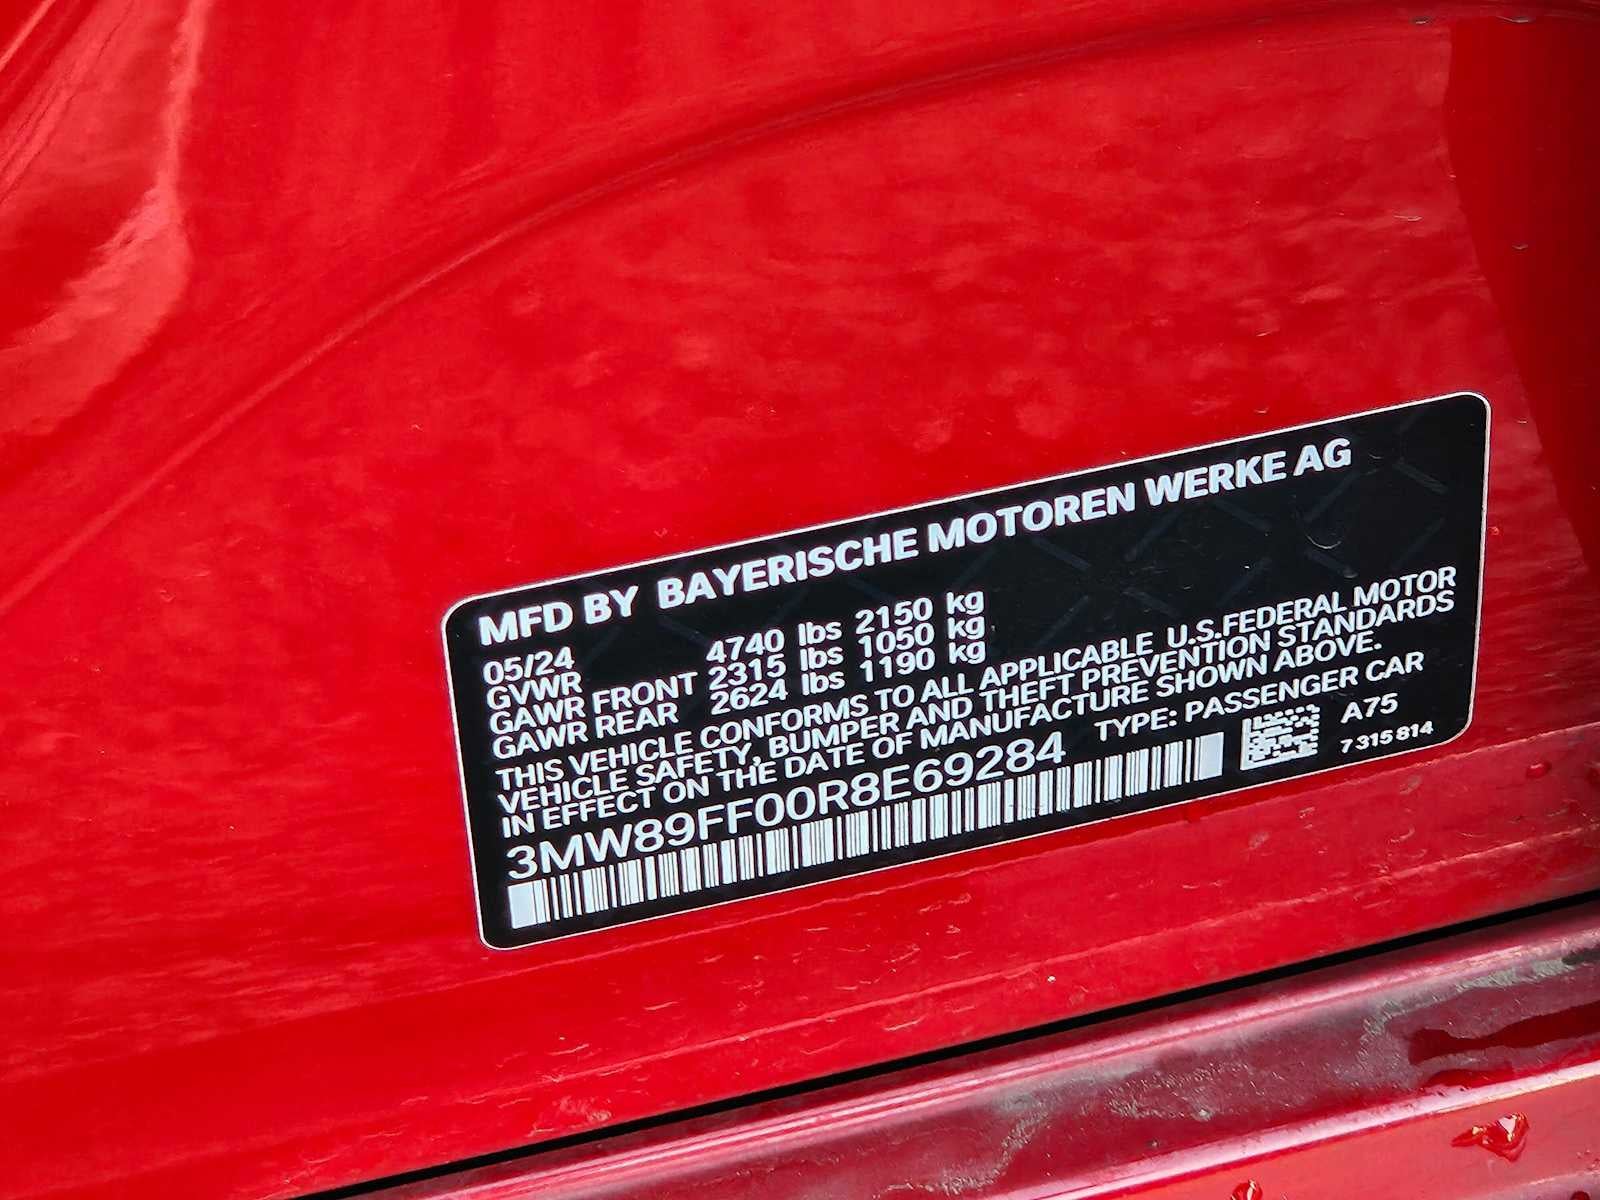 MFD BY BAYERISCHE MOTOREN WERKE AG
05/24
GVWR 4740 lbs 2150 kg
GAWR FRONT 2315 lbs 1050 kg
GAWR REAR 2624 lbs 1190 kg
THIS VEHICLE CONFORMS TO ALL APPLICABLE U.S.FEDERAL MOTOR
VEHICLE SAFETY, BUMPER AND THEFT PREVENTION STANDARDS
IN EFFECT ON THE DATE OF MANUFACTURE SHOWN ABOVE.
3MW89FF00R8E69284 TYPE: PASSENGER CAR
A75
7 315 814